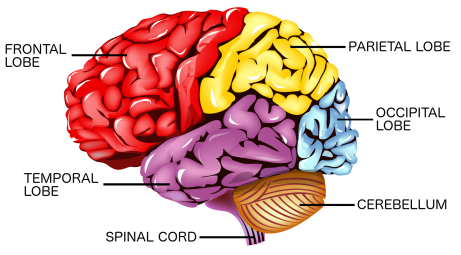 FRONTAL
LOBE
PARIETAL LOBE
OCCIPITAL
LOBE
TEMPORAL
LOBE
CEREBELLUM
SPINAL CORD